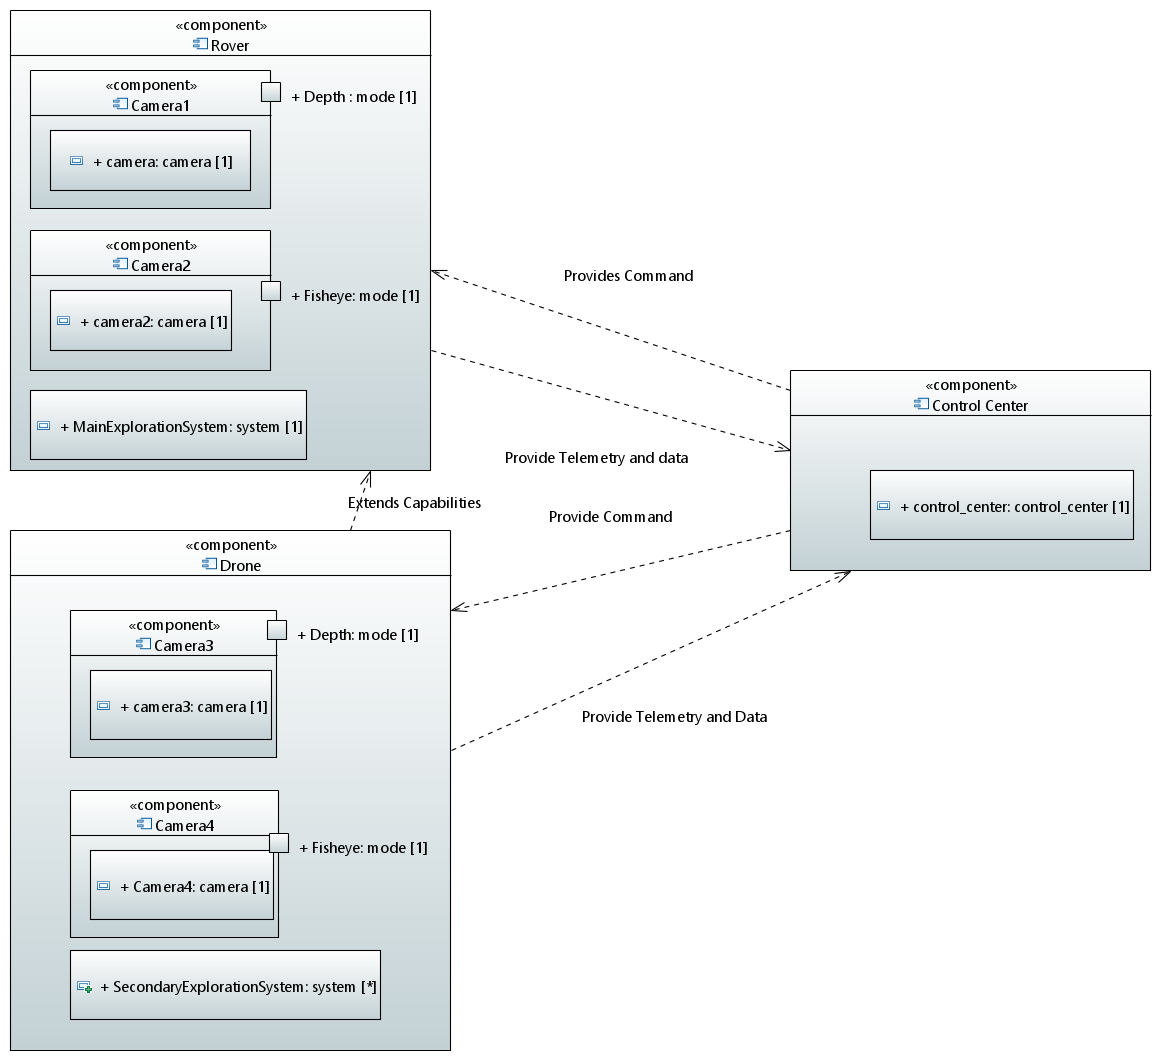 «component»
Rover
«component»
Camera1
+ Depth : mode [1]
+ camera: camera [1]
«component»
Camera2
+ Fisheye: mode [1]
+ camera2: camera [1]
+ MainExplorationSystem: system [1]
Provides Command
«component»
Control Center
+ control_center: control_center [1]
Provide Telemetry and data
Extends Capabilities
Provide Command
«component»
Drone
«component»
Camera3
+ Depth: mode [1]
+ camera3: camera [1]
Provide Telemetry and Data
«component»
Camera4
+ Fisheye: mode [1]
+ Camera4: camera [1]
+ SecondaryExplorationSystem: system [*]